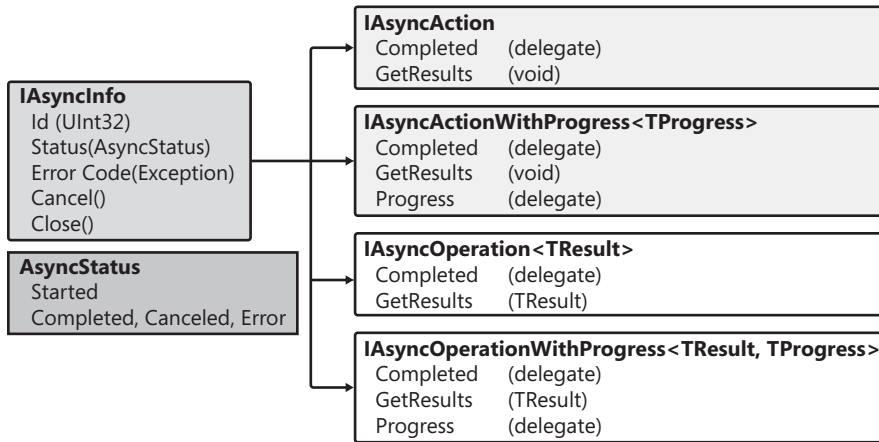 IAsyncInfo
Id (UInt32)
Status(AsyncStatus)
Error Code(Exception)
Cancel()
Close()
AsyncStatus
Started
Completed, Canceled, Error
IAsyncAction
Completed (delegate)
GetResults (void)
IAsyncActionWithProgress<TProgress>
Completed (delegate)
GetResults (void)
Progress (delegate)
IAsyncOperation<TResult>
Completed (delegate)
GetResults (TResult)
IAsyncOperationWithProgress<TResult, TProgress>
Completed (delegate)
GetResults (TResult)
Progress (delegate)